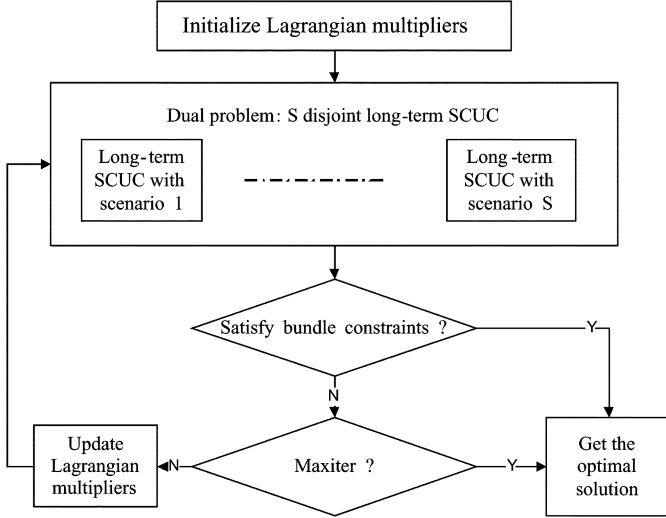 Initialize Lagrangian multipliers
Dual problem: S disjoint long-term SCUC
Long-term
SCUC with
scenario 1
Long-term
SCUC with
scenario S
Satisfy bundle constraints ?
Y
N
Update
Lagrangian
multipliers
N
Maxiter ?
Y
Get the
optimal
solution